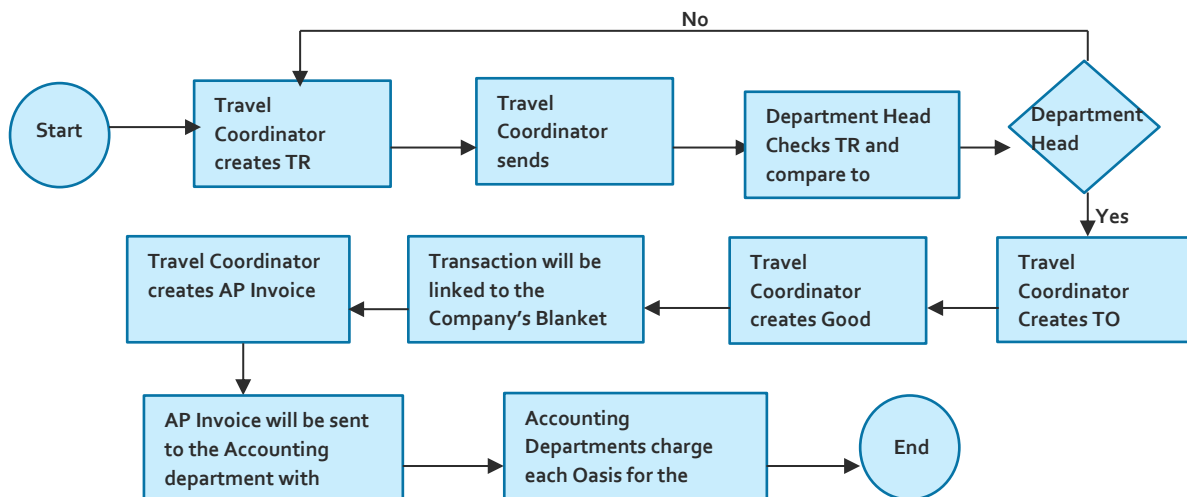 No
Start
Travel
Coordinator
creates TR
Travel
Coordinator
sends
Department Head
Checks TR and
compare to
Department
Head
Yes
Travel Coordinator
creates AP Invoice
Transaction will be
linked to the
Company’s Blanket
Travel
Coordinator
creates Good
Travel
Coordinator
Creates TO
AP Invoice will be sent
to the Accounting
department with
Accounting
Departments charge
each Oasis for the
End